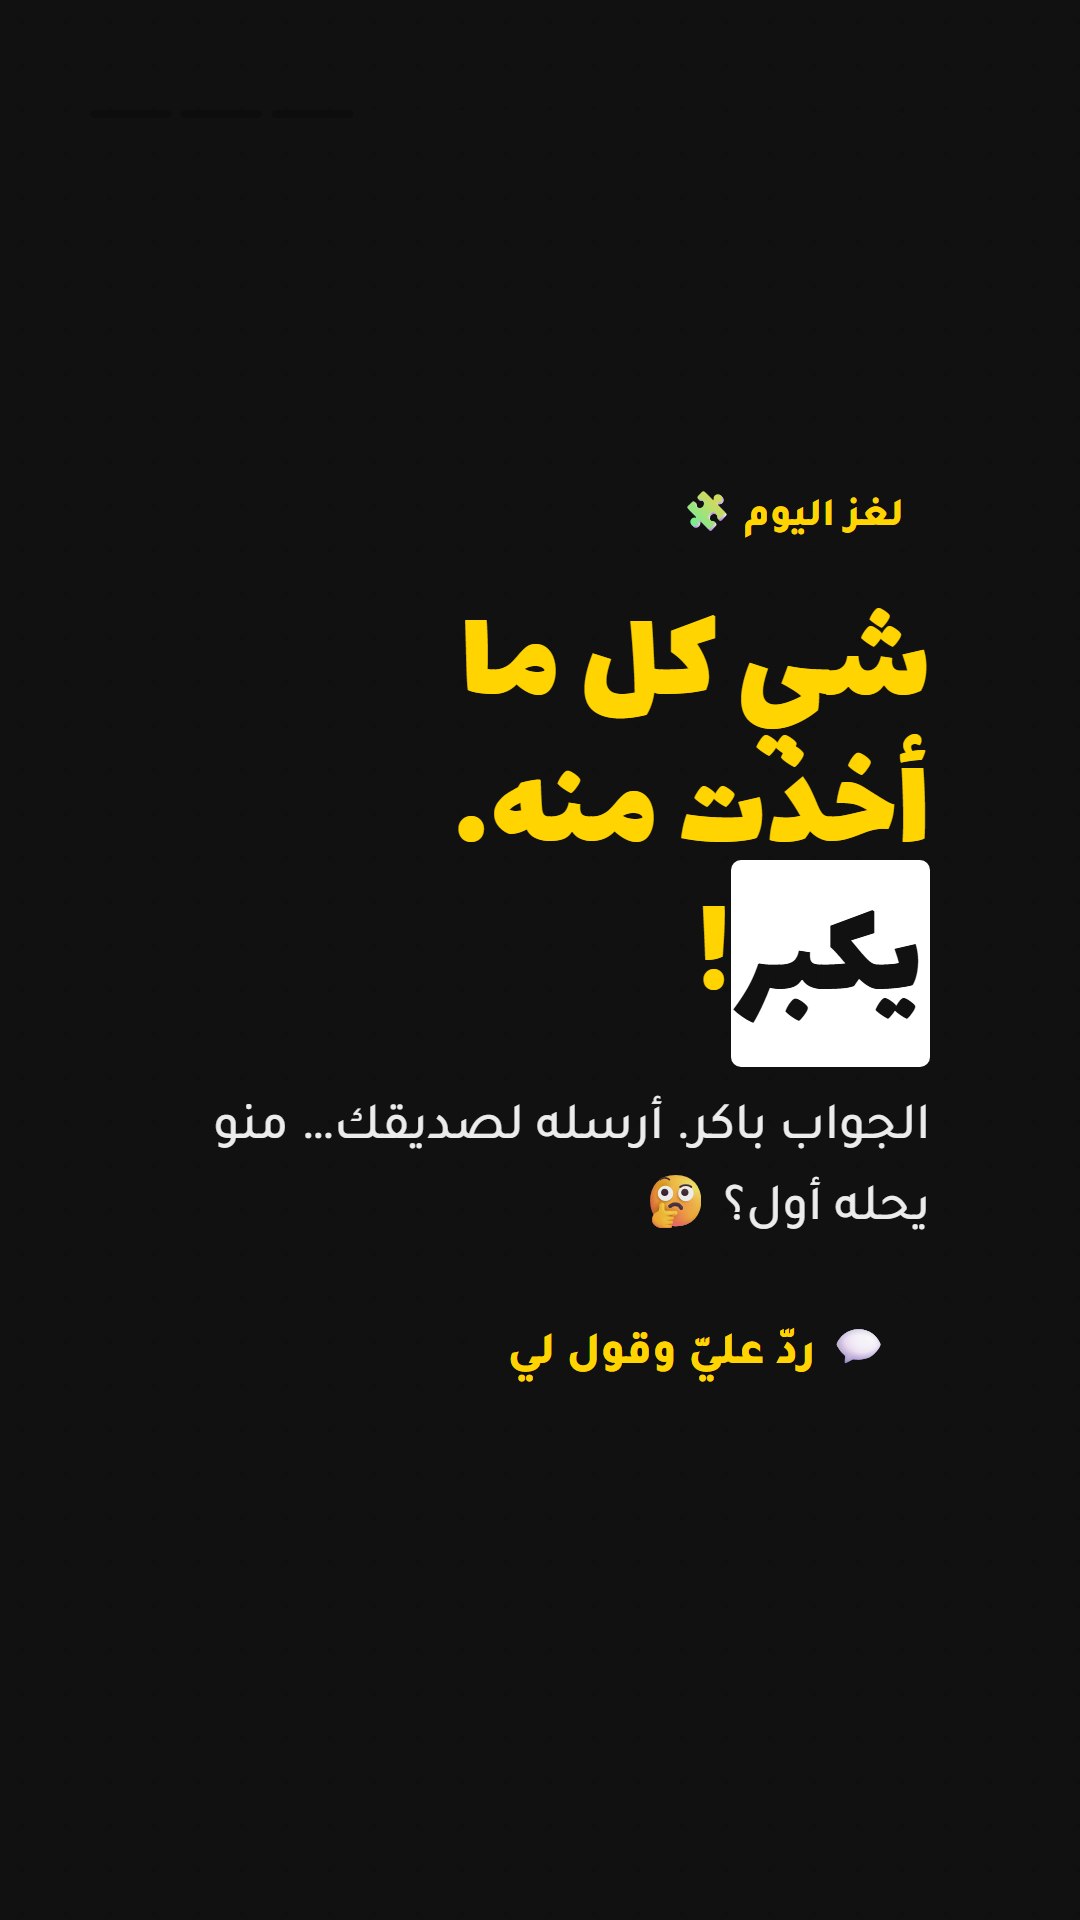 لغز اليوم 🧩
شي كل ما
أخذت منه.
يكبر!
الجواب باكر. أرسله لصديقك... منو
يحله أول؟ 🤔
💬 ردّ عليّ وقول لي